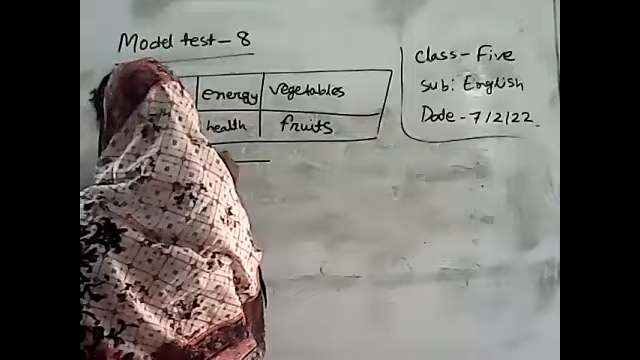 Model test - 8
class - Five
sub: English
Date - 7/2/22.
energy vegetables
health fruits